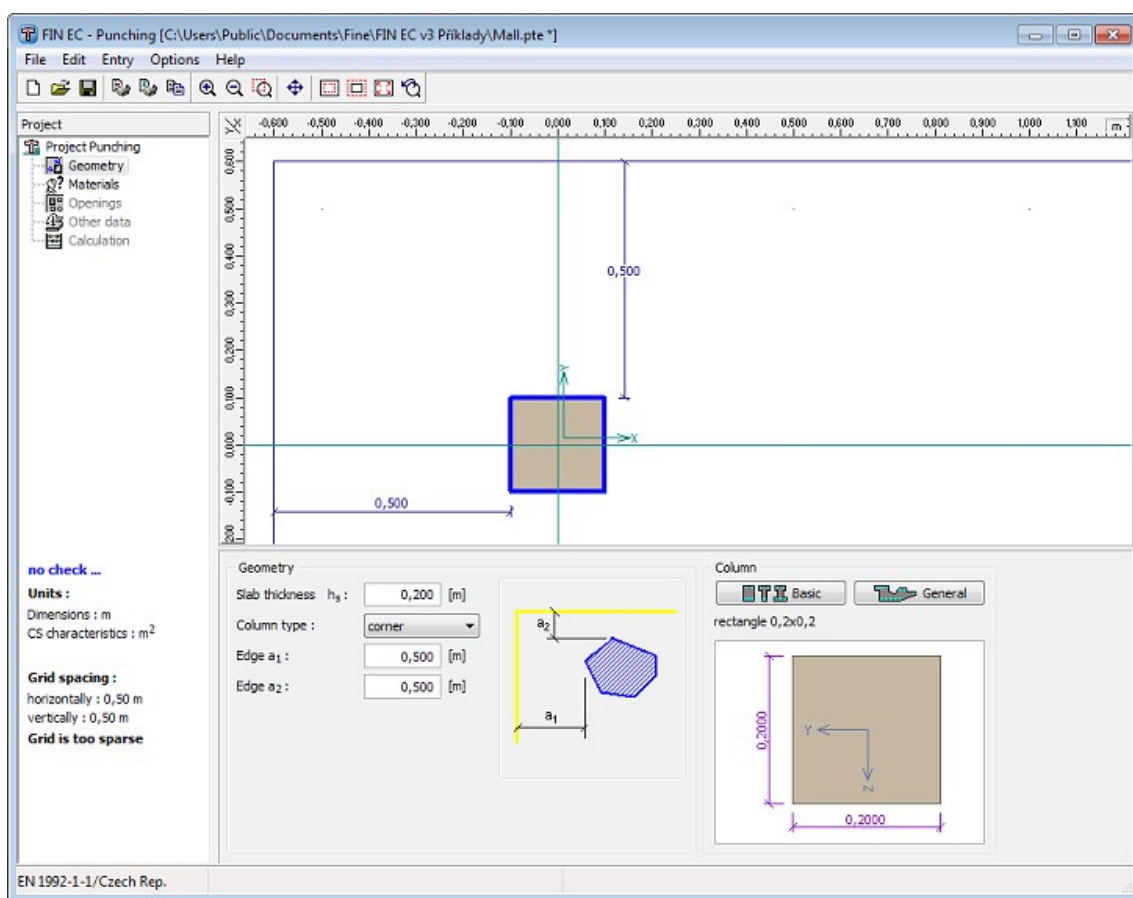 FIN EC - Punching [C:\Users\Public\Documents\Fine\FIN EC v3 Příklady\Mall.pte *]
File Edit Entry Options Help
Project
Project Punching
Geometry
Materials
Openings
Other data
Calculation
-0,600 -0,500 -0,400 -0,300 -0,200 -0,100 0,000 0,100 0,200 0,300 0,400 0,500 0,600 0,700 0,800 0,900 1,000 1,100 m
0,600
0,500
0,400
0,300
0,200
0,100
0,000
-0,100
200
0,500
Y
X
0,500
no check ...
Units :
Dimensions : m
CS characteristics : m²
Grid spacing :
horizontally : 0,50 m
vertically : 0,50 m
Grid is too sparse
Geometry
Slab thickness hs : 0,200 [m]
Column type : corner
Edge a1 : 0,500 [m]
Edge a2 : 0,500 [m]
a2
a1
Column
Basic General
rectangle 0,2x0,2
0,2000
Y
Z
0,2000
EN 1992-1-1/Czech Rep.